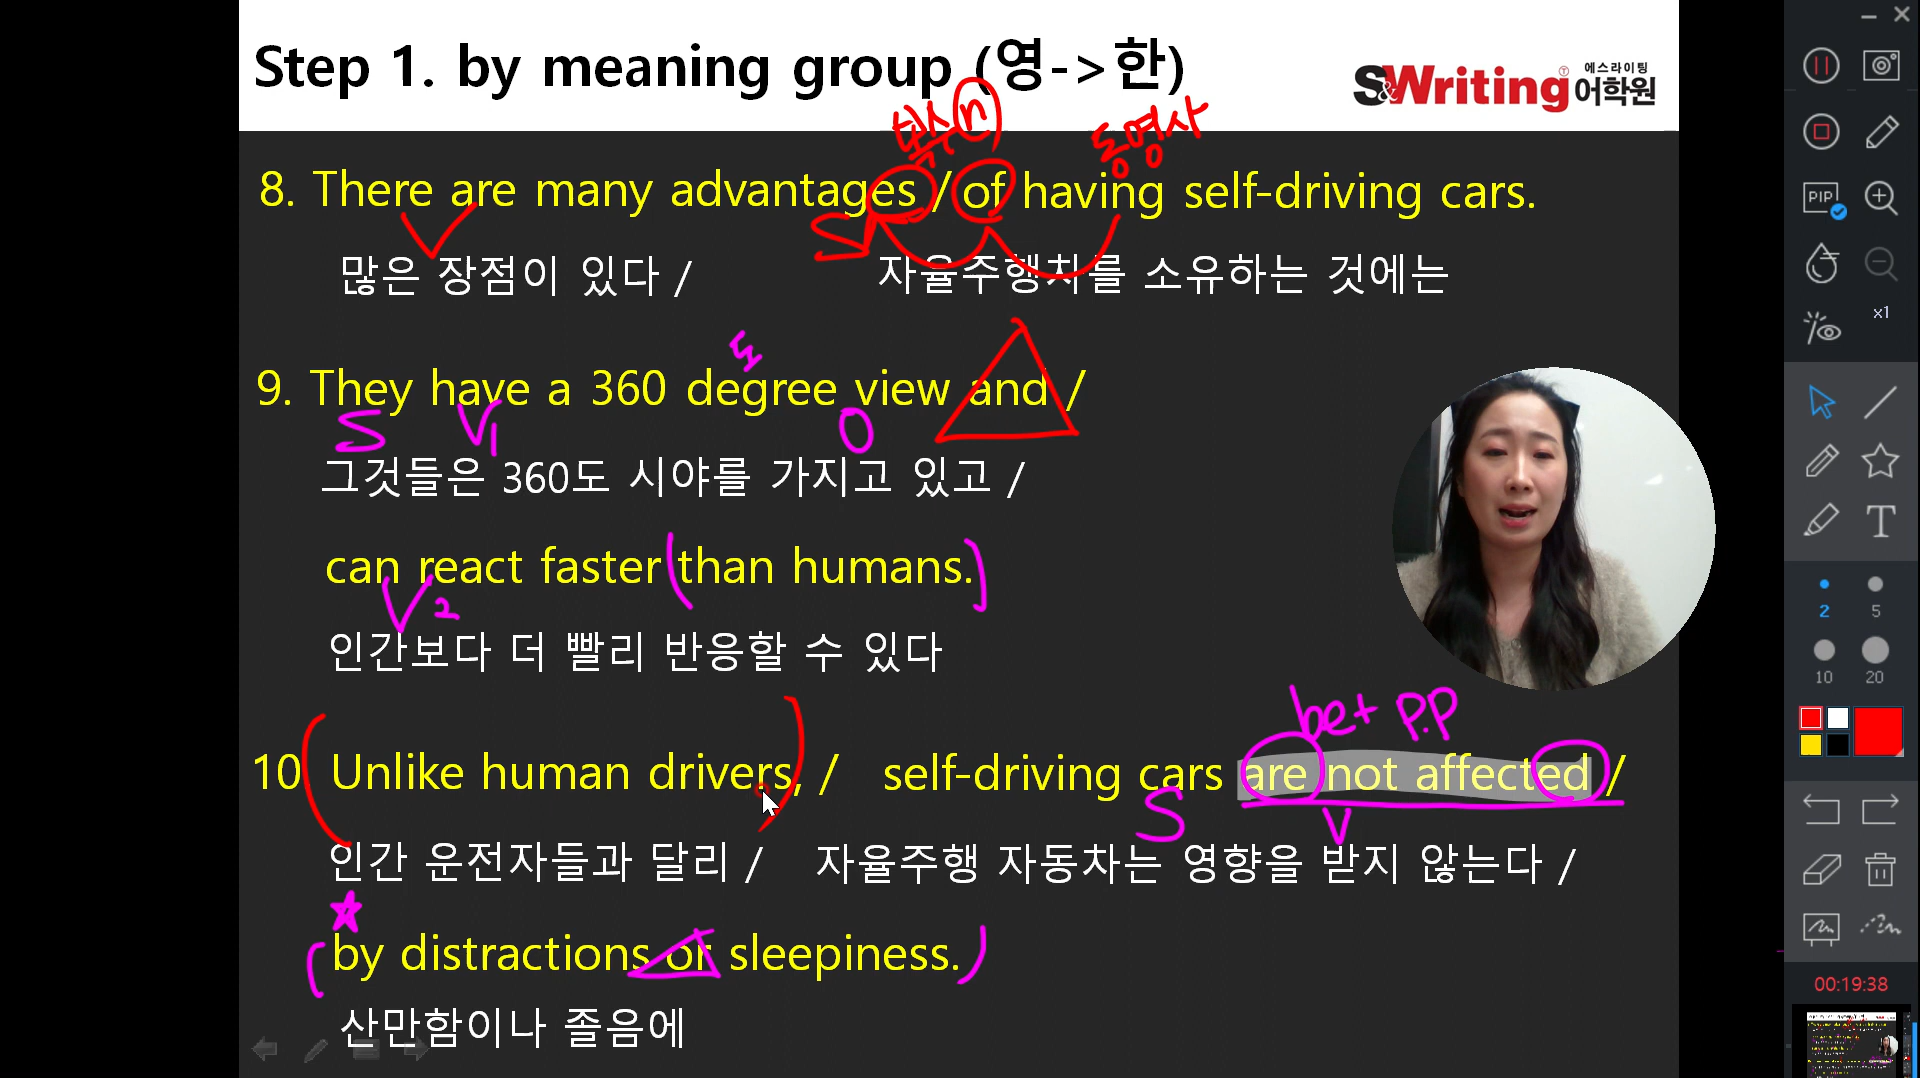 Step 1. by meaning group (영->한)
S&Writing 에스라이팅 어학원
복수 n
동명사
8. There are many advantages / of having self-driving cars.
S
많은 장점이 있다 / 자율주행차를 소유하는 것에는
도
9. They have a 360 degree view and /
S V1 O
그것들은 360도 시야를 가지고 있고 /
can react faster (than humans.)
V2
인간보다 더 빨리 반응할 수 있다
be + p.p
10 (Unlike human drivers,) / self-driving cars are not affected /
S V
인간 운전자들과 달리 / 자율주행 자동차는 영향을 받지 않는다 /
(by distractions or sleepiness.)
산만함이나 졸음에
PIP
x1
T
2 5
10 20
00:19:38